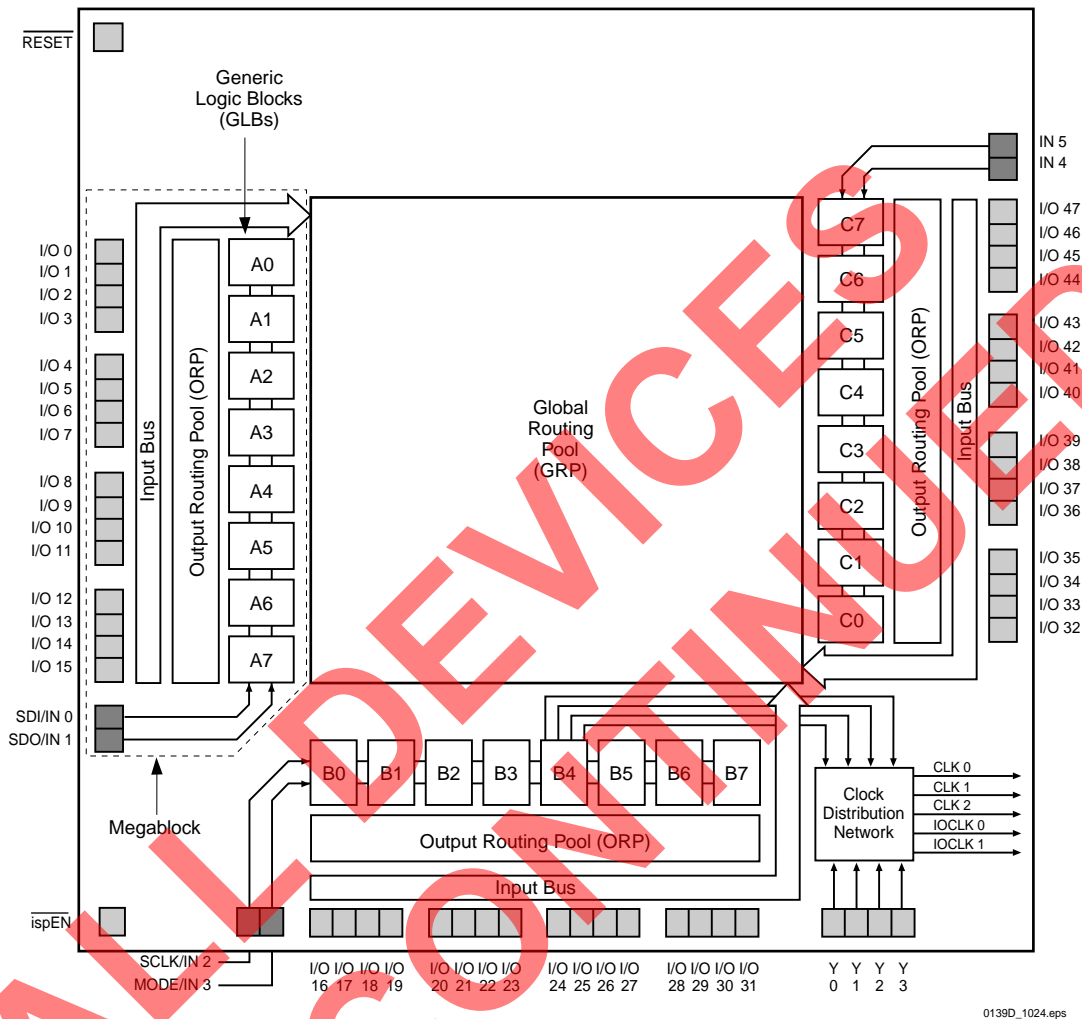 RESET
Generic
Logic Blocks
(GLBs)
IN 5
IN 4
I/O 0
I/O 1
I/O 2
I/O 3
I/O 4
I/O 5
I/O 6
I/O 7
I/O 8
I/O 9
I/O 10
I/O 11
I/O 12
I/O 13
I/O 14
I/O 15
SDI/IN 0
SDO/IN 1
Input Bus
Output Routing Pool (ORP)
A0
A1
A2
A3
A4
A5
A6
A7
Global
Routing
Pool
(GRP)
C7
C6
C5
C4
C3
C2
C1
C0
Output Routing Pool (ORP)
Input Bus
I/O 47
I/O 46
I/O 45
I/O 44
I/O 43
I/O 42
I/O 41
I/O 40
I/O 39
I/O 38
I/O 37
I/O 36
I/O 35
I/O 34
I/O 33
I/O 32
Megablock
B0 B1 B2 B3 B4 B5 B6 B7
Output Routing Pool (ORP)
Input Bus
Clock
Distribution
Network
CLK 0
CLK 1
CLK 2
IOCLK 0
IOCLK 1
ispEN
SCLK/IN 2
MODE/IN 3
I/O I/O I/O I/O I/O I/O I/O I/O I/O I/O I/O I/O I/O I/O I/O I/O Y Y Y Y
16 17 18 19 20 21 22 23 24 25 26 27 28 29 30 31 0 1 2 3
0139D_1024.eps
ALL DEVICES
CONTINUED